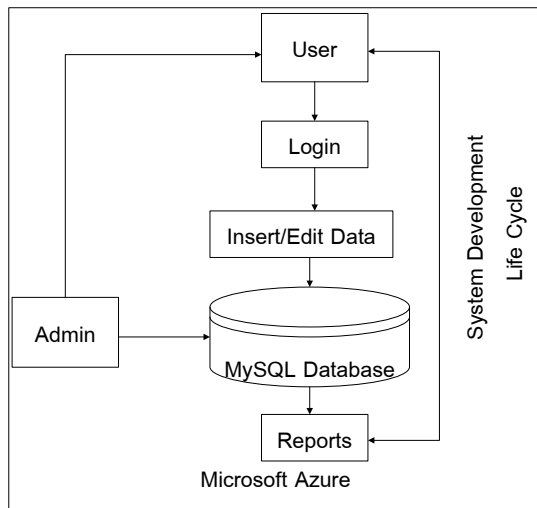 User
Login
Insert/Edit Data
Admin
MySQL Database
Reports
Microsoft Azure
System Development
Life Cycle